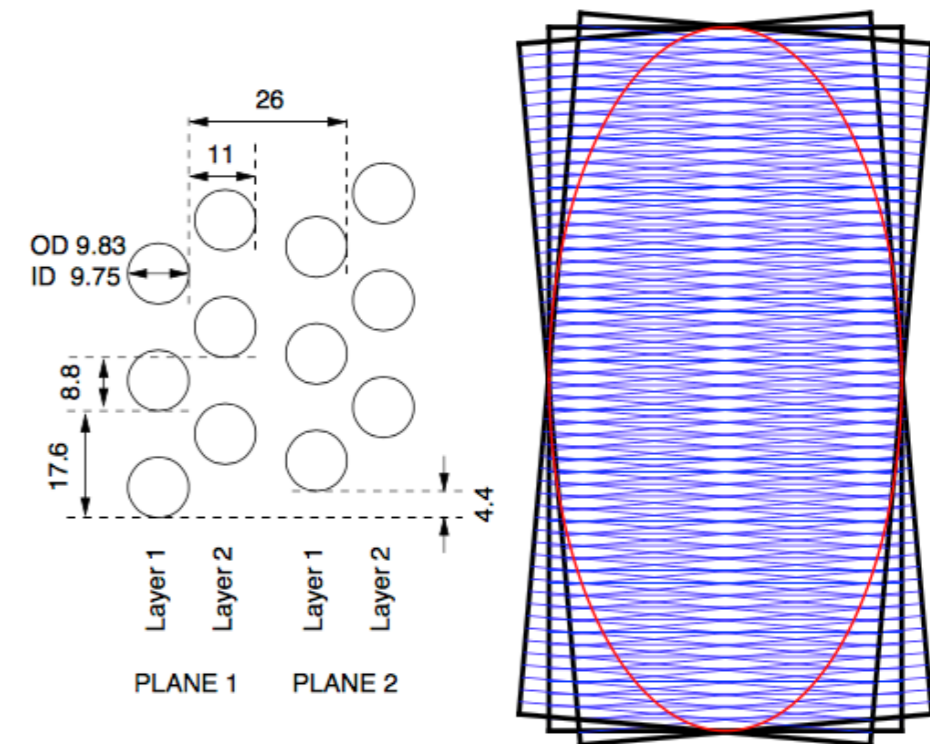 26
11
OD 9.83
ID 9.75
8.8
17.6
4.4
Layer 1
Layer 2
Layer 1
Layer 2
PLANE 1
PLANE 2